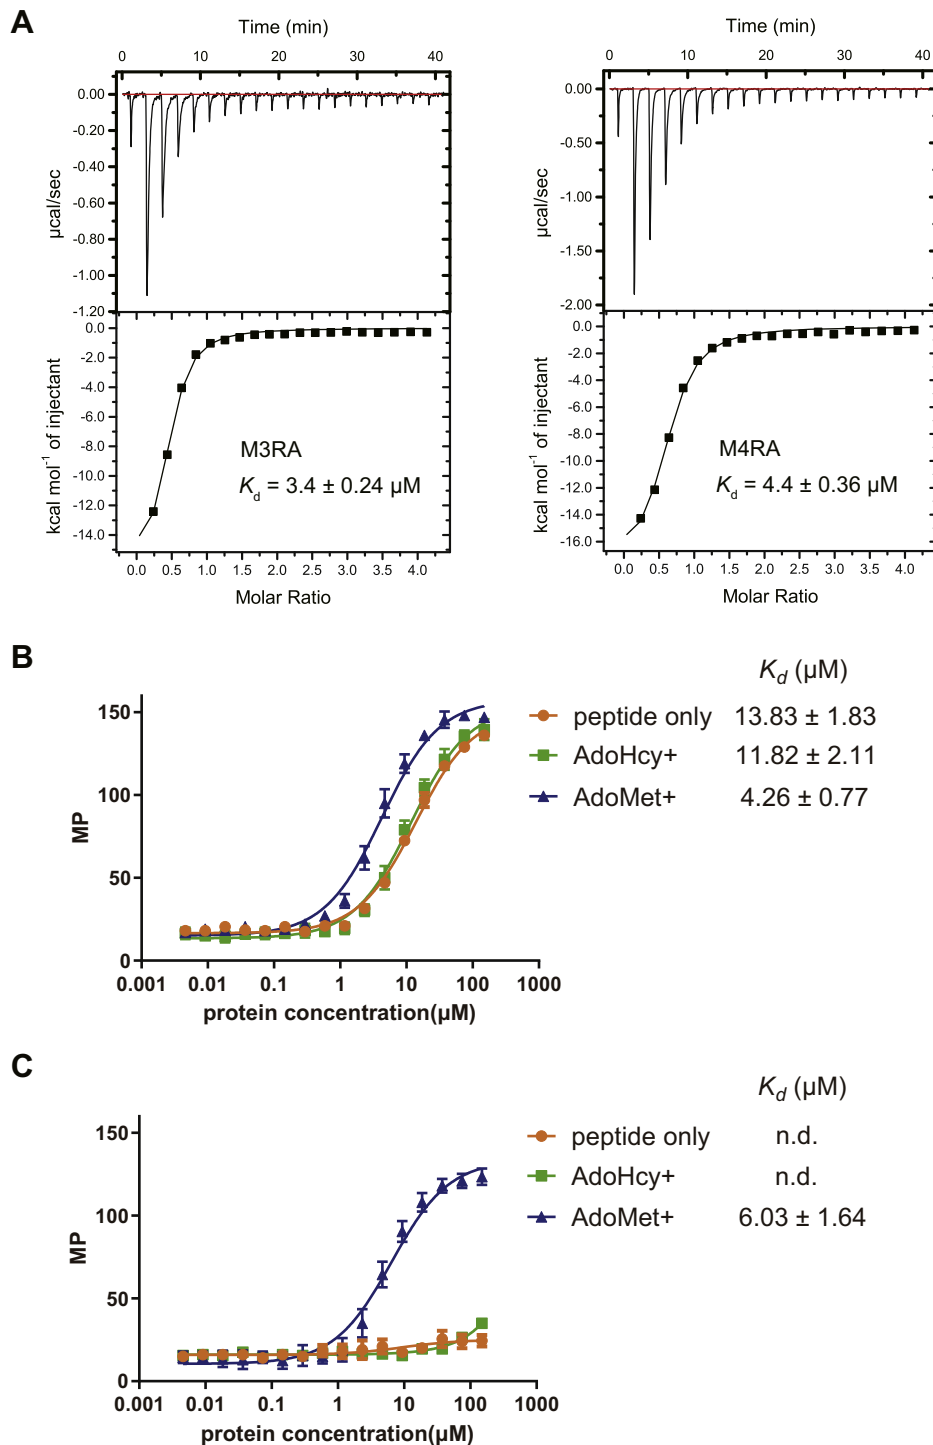 A
Time (min)
0 10 20 30 40
0.00
-0.20
-0.40
-0.60
-0.80
-1.00
-1.20
µcal/sec
0.0
-2.0
-4.0
-6.0
-8.0
-10.0
-12.0
-14.0
kcal mol⁻¹ of injectant
M3RA
Kd = 3.4 ± 0.24 µM
0.0 0.5 1.0 1.5 2.0 2.5 3.0 3.5 4.0
Molar Ratio
Time (min)
0 10 20 30 40
0.00
-0.50
-1.00
-1.50
-2.00
µcal/sec
0.0
-2.0
-4.0
-6.0
-8.0
-10.0
-12.0
-14.0
-16.0
kcal mol⁻¹ of injectant
M4RA
Kd = 4.4 ± 0.36 µM
0.0 0.5 1.0 1.5 2.0 2.5 3.0 3.5 4.0
Molar Ratio
B
Kd (µM)
peptide only 13.83 ± 1.83
AdoHcy+ 11.82 ± 2.11
AdoMet+ 4.26 ± 0.77
150
100
50
0
MP
0.001 0.01 0.1 1 10 100 1000
protein concentration(µM)
C
Kd (µM)
peptide only n.d.
AdoHcy+ n.d.
AdoMet+ 6.03 ± 1.64
150
100
50
0
MP
0.001 0.01 0.1 1 10 100 1000
protein concentration(µM)